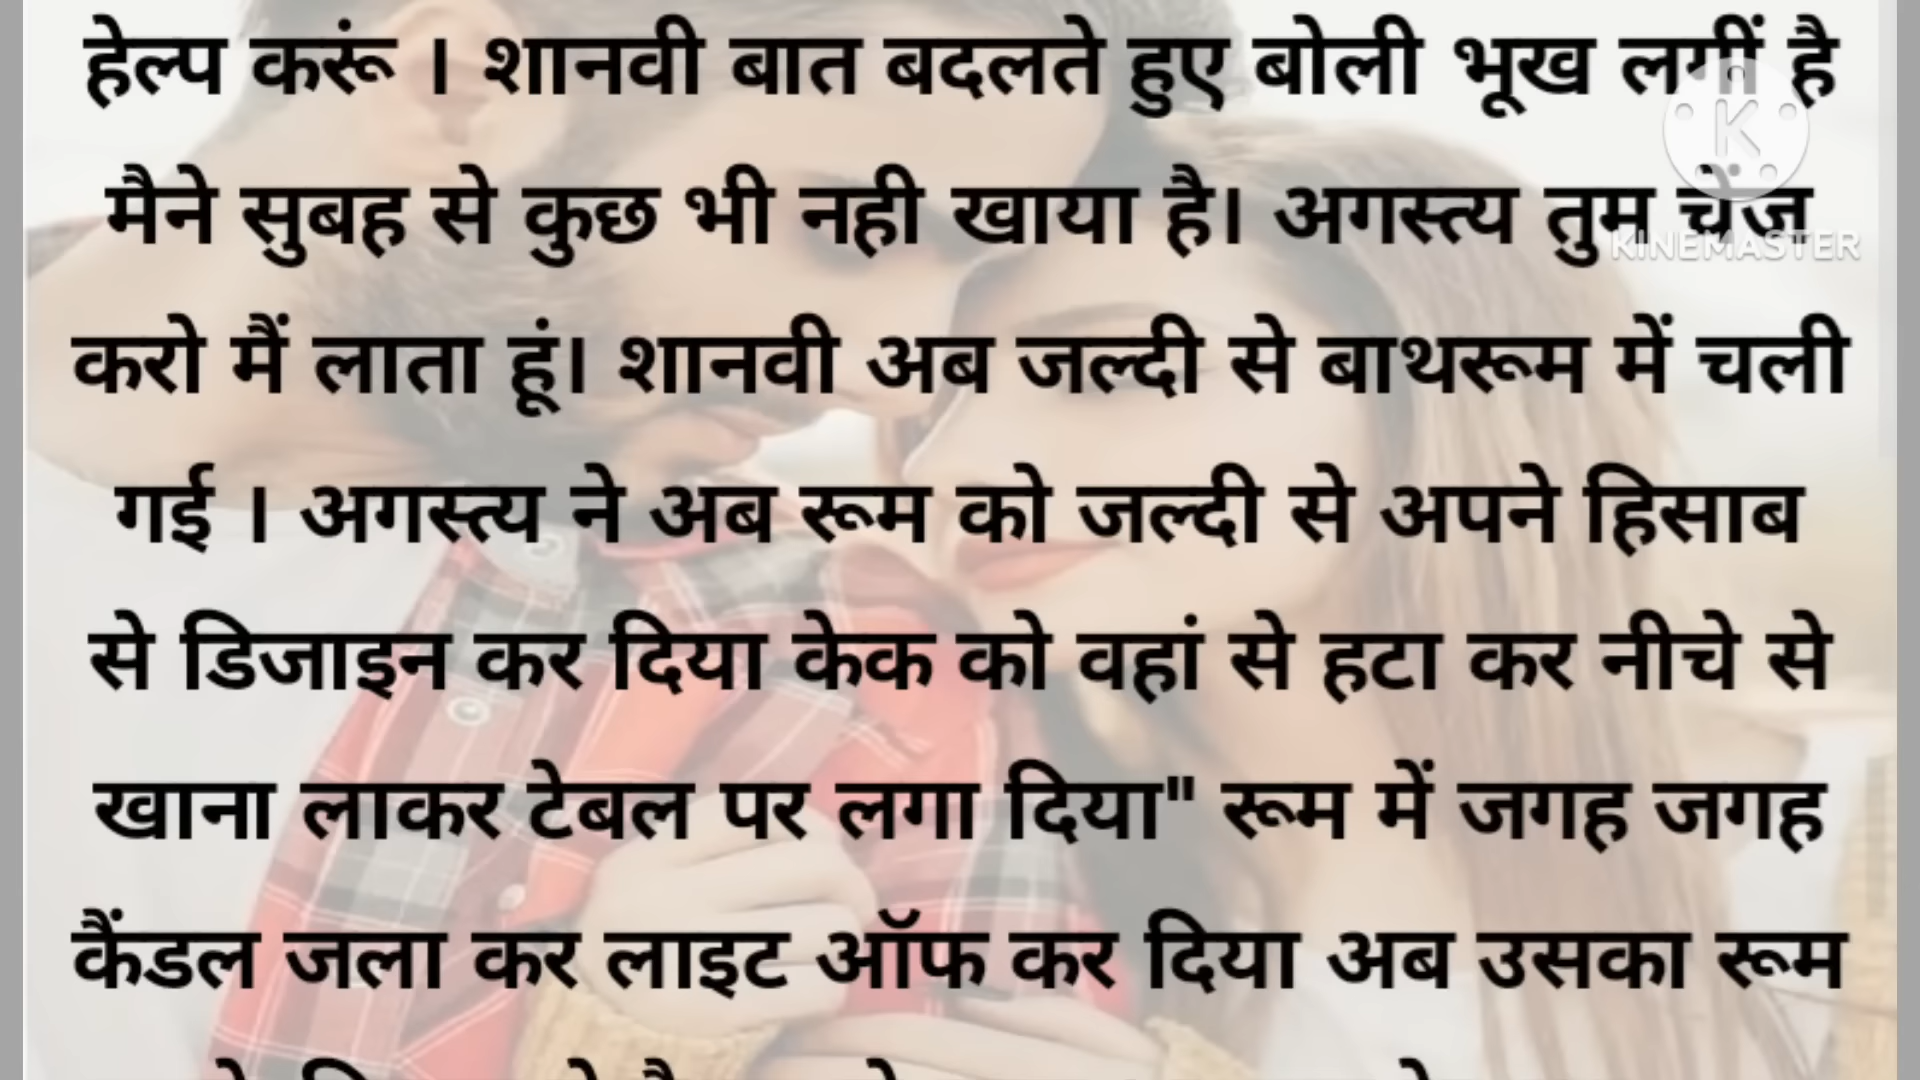 हेल्प करूं । शानवी बात बदलते हुए बोली भूख लगीं है
मैने सुबह से कुछ भी नही खाया है। अगस्त्य तुम चेंज
करो मैं लाता हूं। शानवी अब जल्दी से बाथरूम में चली
गई । अगस्त्य ने अब रूम को जल्दी से अपने हिसाब
से डिजाइन कर दिया केक को वहां से हटा कर नीचे से
खाना लाकर टेबल पर लगा दिया" रूम में जगह जगह
कैंडल जला कर लाइट ऑफ कर दिया अब उसका रूम
K
KINEMASTER